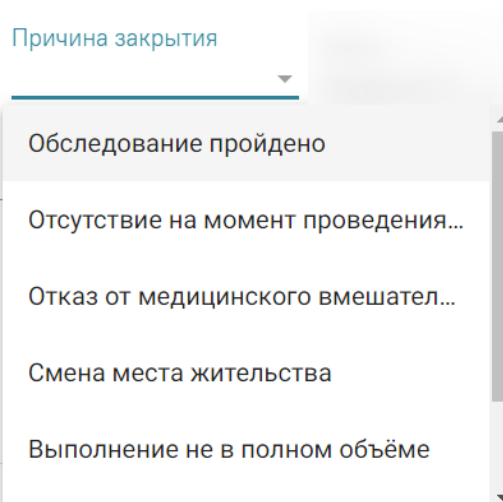 Причина закрытия
Обследование пройдено
Отсутствие на момент проведения...
Отказ от медицинского вмешател...
Смена места жительства
Выполнение не в полном объёме